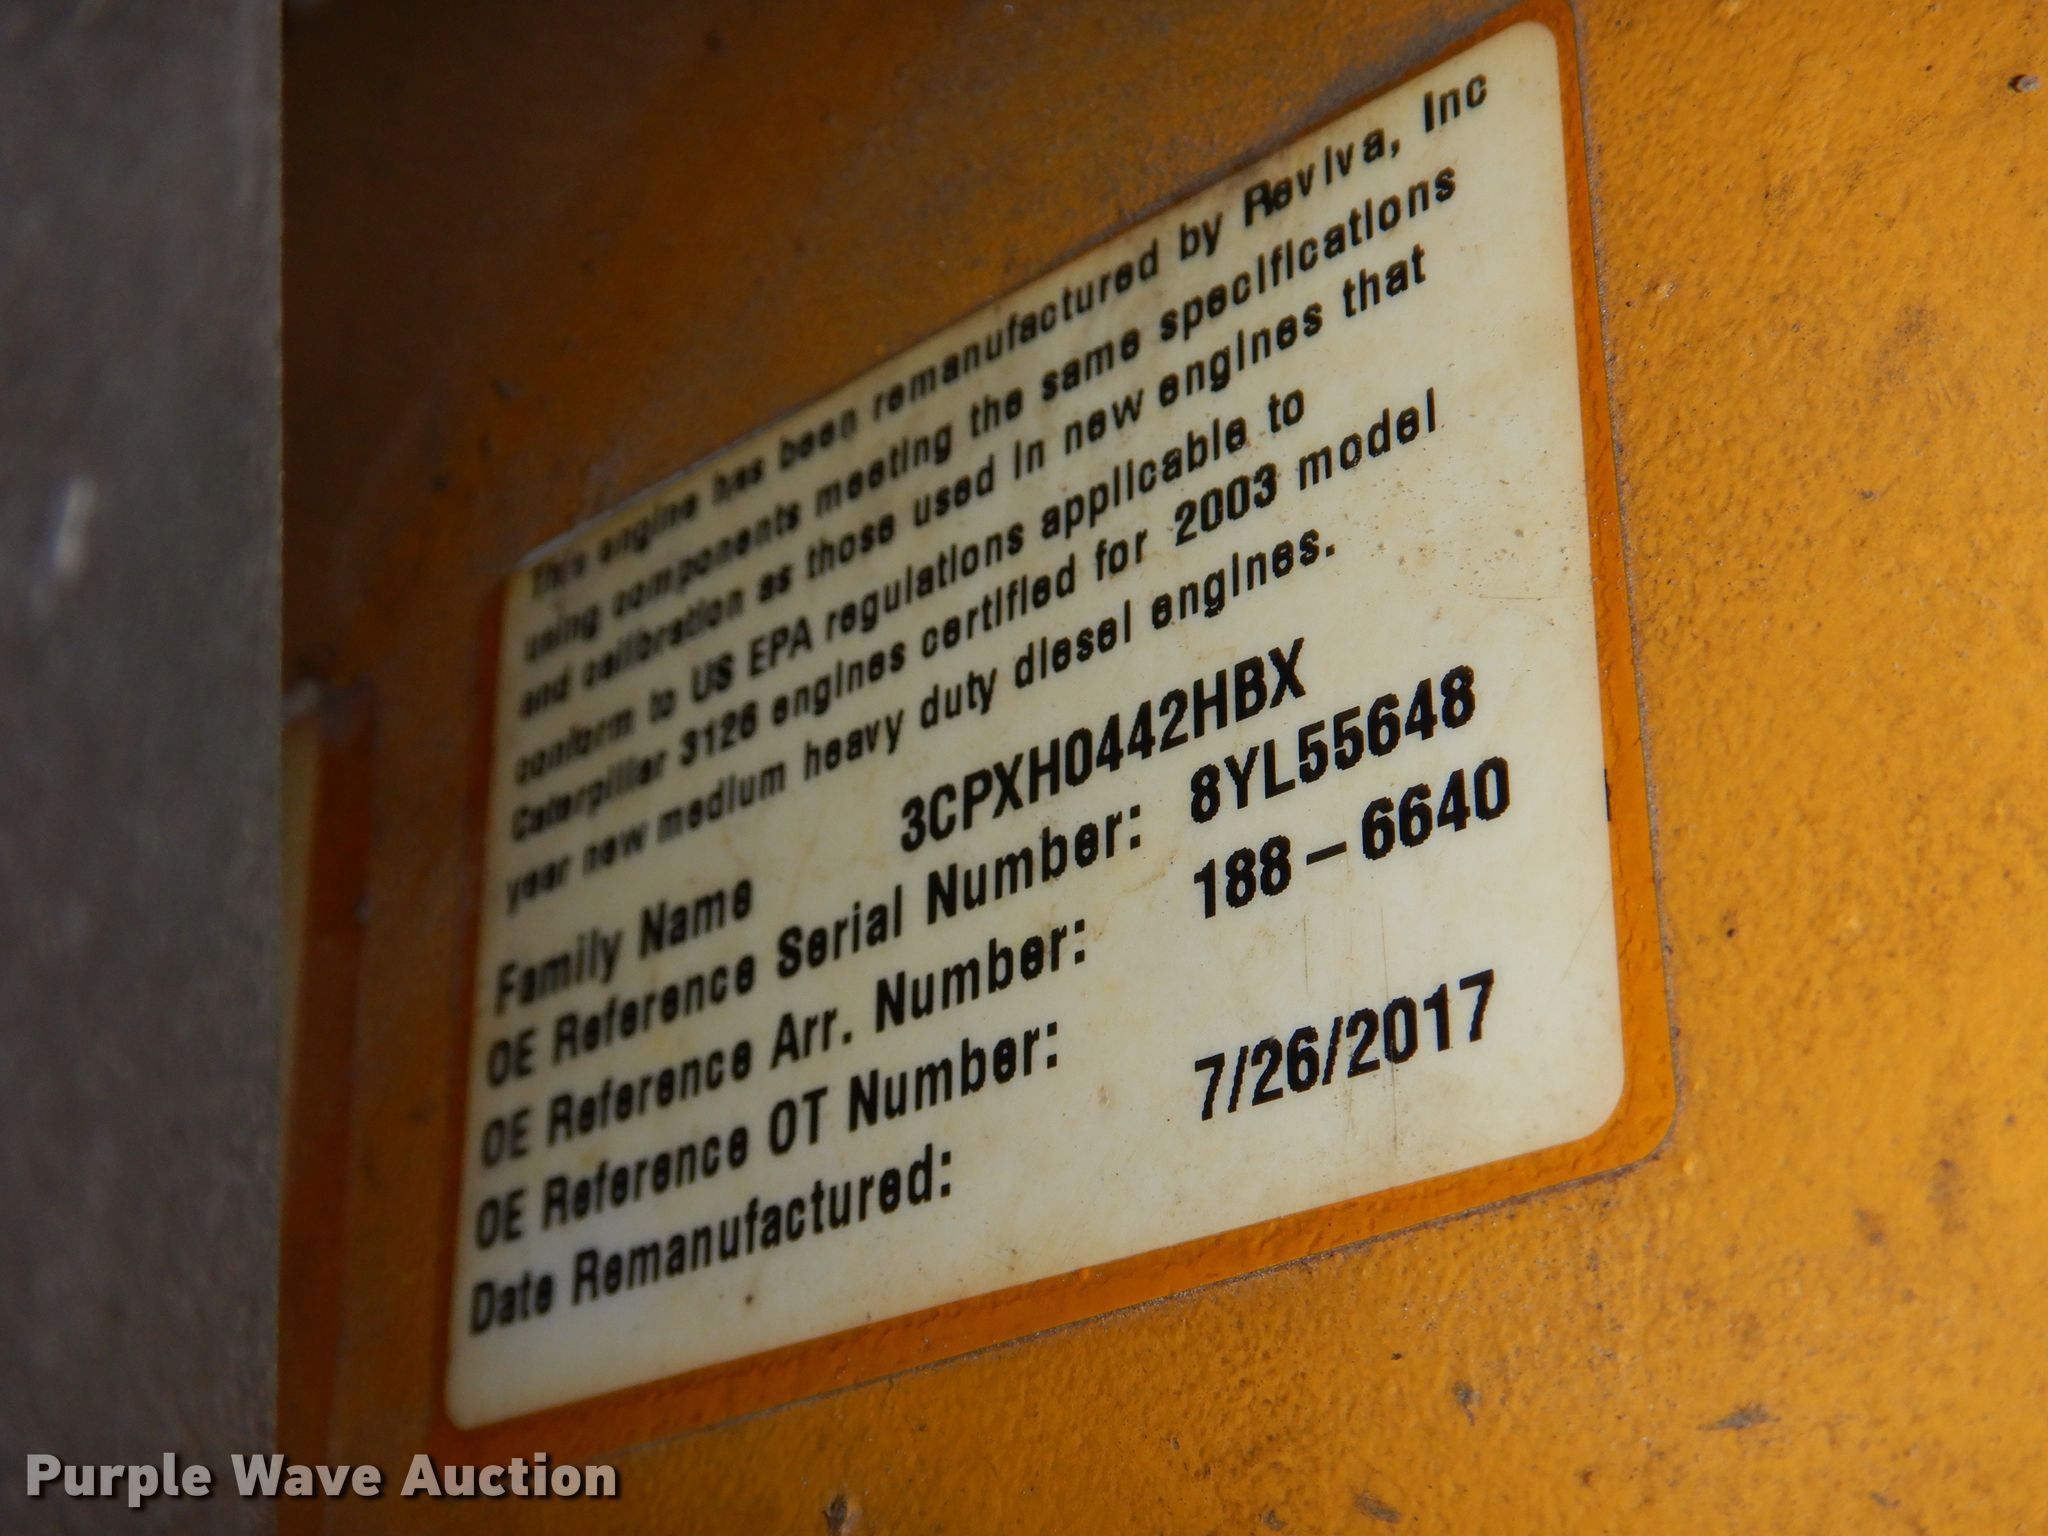 This engine has been remanufactured by Reviva, Inc
using components meeting the same specifications
and calibration as those used in new engines that
conform to US EPA regulations applicable to
Caterpillar 3126 engines certified for 2003 model
year new medium heavy duty diesel engines.
Family Name 3CPXH0442HBX
OE Reference Serial Number: 8YL55648
OE Reference Arr. Number: 188-6640
OE Reference OT Number:
Date Remanufactured: 7/26/2017
Purple Wave Auction